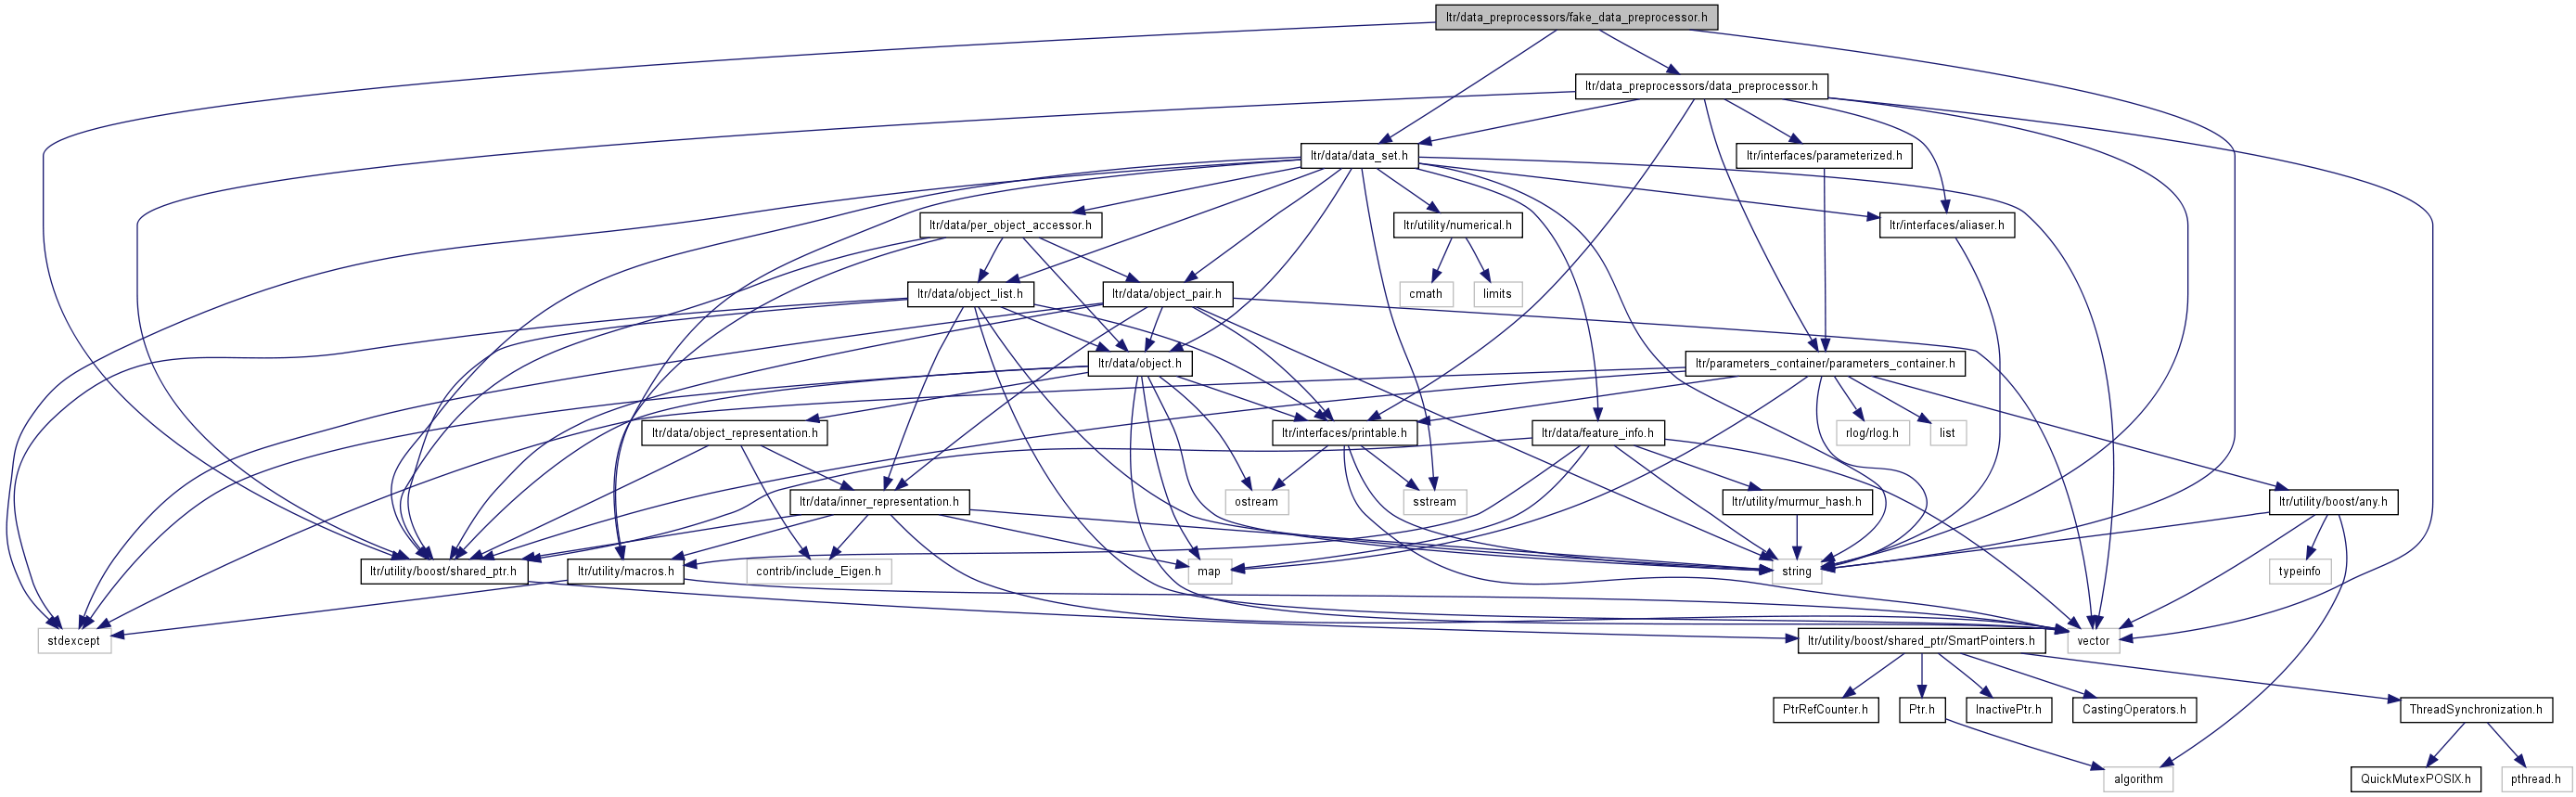 ltr/data_preprocessors/fake_data_preprocessor.h
ltr/data_preprocessors/data_preprocessor.h
ltr/data/data_set.h
ltr/interfaces/parameterized.h
ltr/data/per_object_accessor.h
ltr/utility/numerical.h
ltr/interfaces/aliaser.h
ltr/data/object_list.h
ltr/data/object_pair.h
cmath
limits
ltr/data/object.h
ltr/parameters_container/parameters_container.h
ltr/data/object_representation.h
ltr/interfaces/printable.h
ltr/data/feature_info.h
rlog/rlog.h
list
ltr/data/inner_representation.h
ostream
sstream
ltr/utility/murmur_hash.h
ltr/utility/boost/any.h
ltr/utility/boost/shared_ptr.h
ltr/utility/macros.h
contrib/include_Eigen.h
map
string
typeinfo
stdexcept
ltr/utility/boost/shared_ptr/SmartPointers.h
vector
PtrRefCounter.h
Ptr.h
InactivePtr.h
CastingOperators.h
ThreadSynchronization.h
algorithm
QuickMutexPOSIX.h
pthread.h